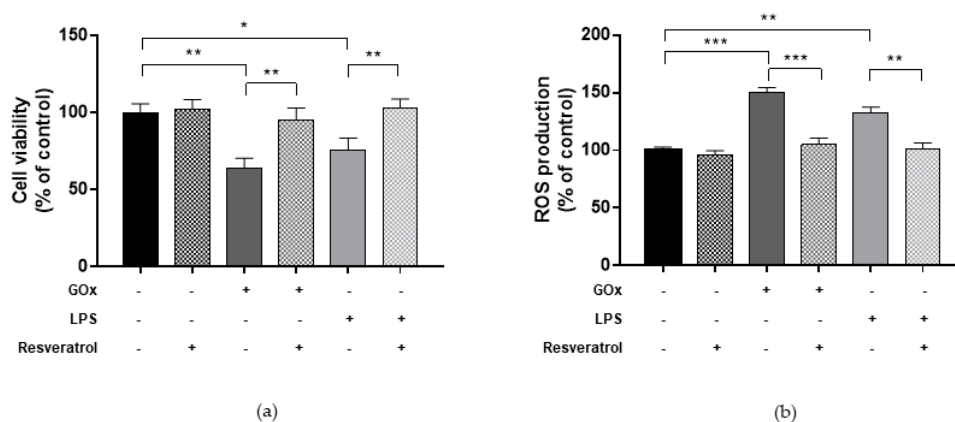 150
100
50
0
Cell viability
(% of control)
*
**
**
**
GOx - - + + - -
LPS - - - - + +
Resveratrol - + - + - +
(a)
200
150
100
50
0
ROS production
(% of control)
**
***
***
**
GOx - - + + - -
LPS - - - - + +
Resveratrol - + - + - +
(b)